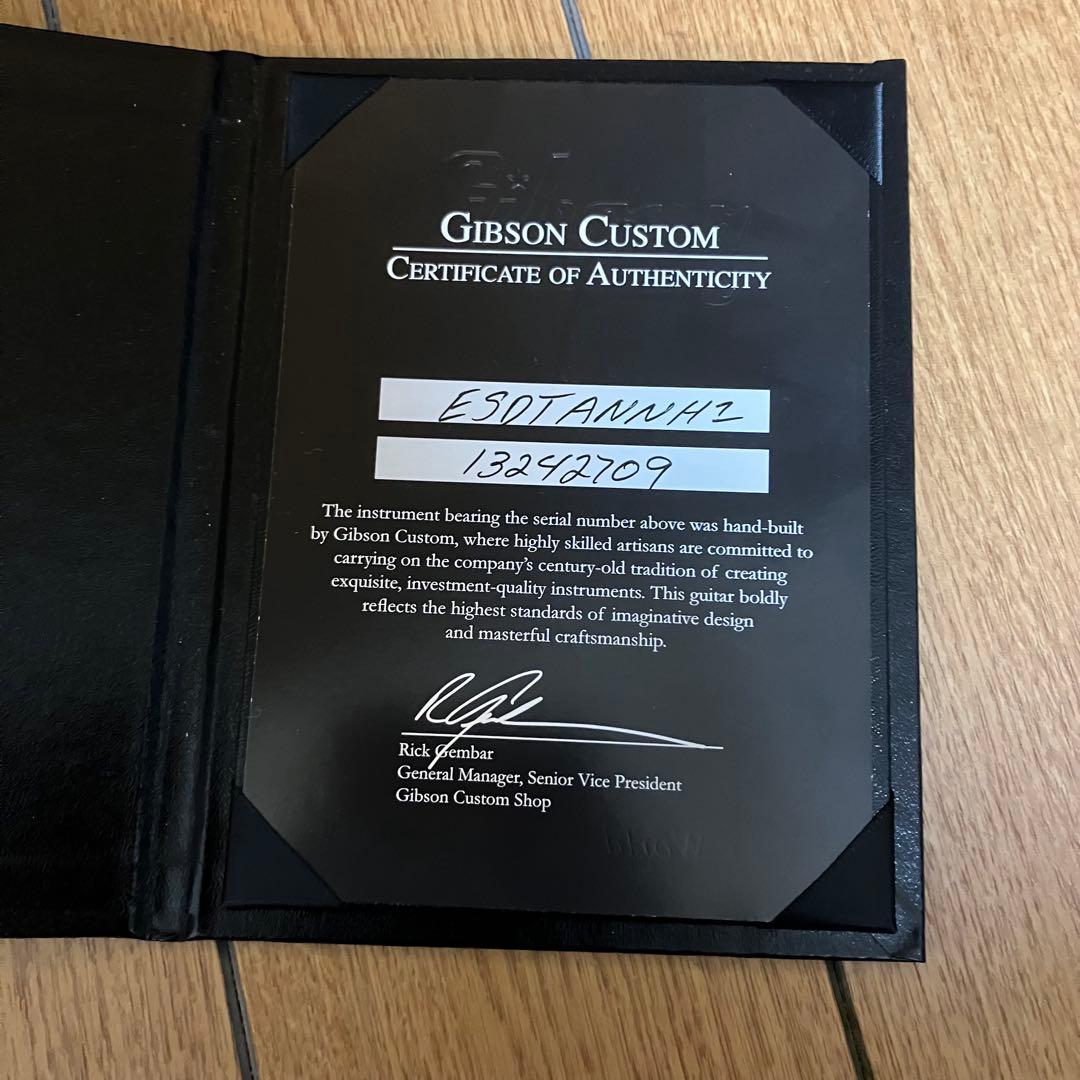 GIBSON CUSTOM
CERTIFICATE OF AUTHENTICITY
ESDTANNH1
13242709
The instrument bearing the serial number above was hand-built
by Gibson Custom, where highly skilled artisans are committed to
carrying on the company's century-old tradition of creating
exquisite, investment-quality instruments. This guitar boldly
reflects the highest standards of imaginative design
and masterful craftsmanship.
Rick Gembar
General Manager, Senior Vice President
Gibson Custom Shop